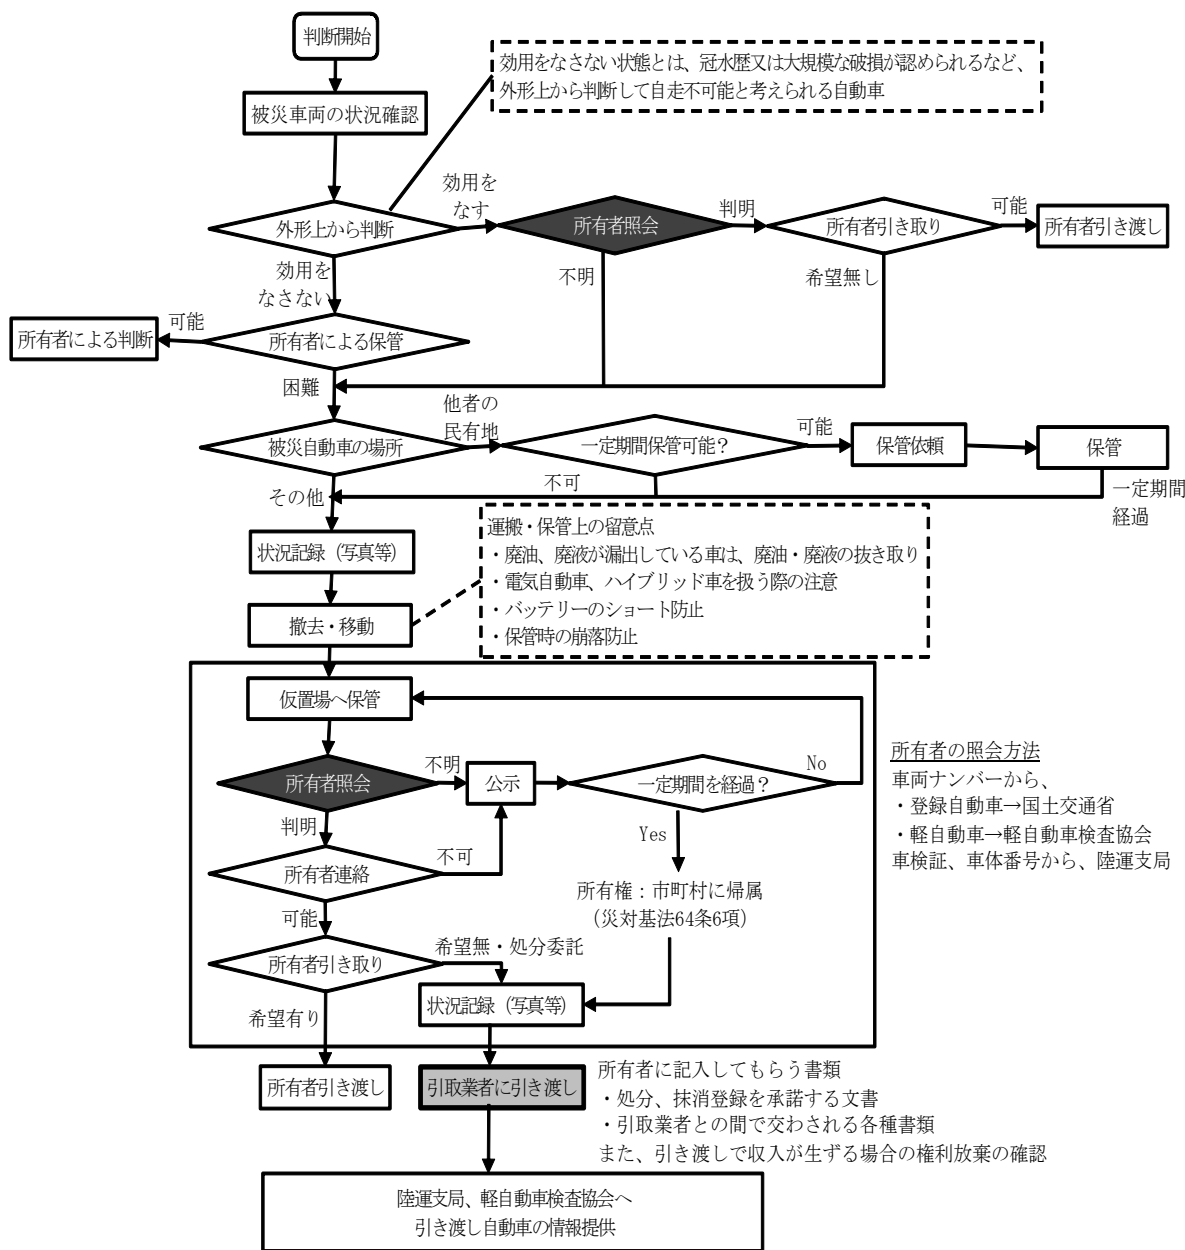 判断開始
効用をなさない状態とは、冠水歴又は大規模な破損が認められるなど、
外形上から判断して自走不可能と考えられる自動車
被災車両の状況確認
効用を
なす
外形上から判断
所有者照会
判明
所有者引き取り
可能
所有者引き渡し
効用を
なさない
不明
希望無し
所有者による判断
可能
所有者による保管
困難
他者の
民有地
被災自動車の場所
一定期間保管可能？
可能
保管依頼
保管
その他
不可
一定期間
経過
状況記録（写真等）
運搬・保管上の留意点
・廃油、廃液が漏出している車は、廃油・廃液の抜き取り
・電気自動車、ハイブリッド車を扱う際の注意
・バッテリーのショート防止
・保管時の崩落防止
撤去・移動
仮置場へ保管
所有者照会
不明
公示
一定期間を経過？
No
所有者の照会方法
車両ナンバーから、
・登録自動車→国土交通省
・軽自動車→軽自動車検査協会
車検証、車体番号から、陸運支局
判明
不可
Yes
所有者連絡
所有権：市町村に帰属
（災対基法64条6項）
可能
所有者引き取り
希望無・処分委託
状況記録（写真等）
希望有り
所有者引き渡し
引取業者に引き渡し
所有者に記入してもらう書類
・処分、抹消登録を承諾する文書
・引取業者との間で交わされる各種書類
また、引き渡しで収入が生ずる場合の権利放棄の確認
陸運支局、軽自動車検査協会へ
引き渡し自動車の情報提供